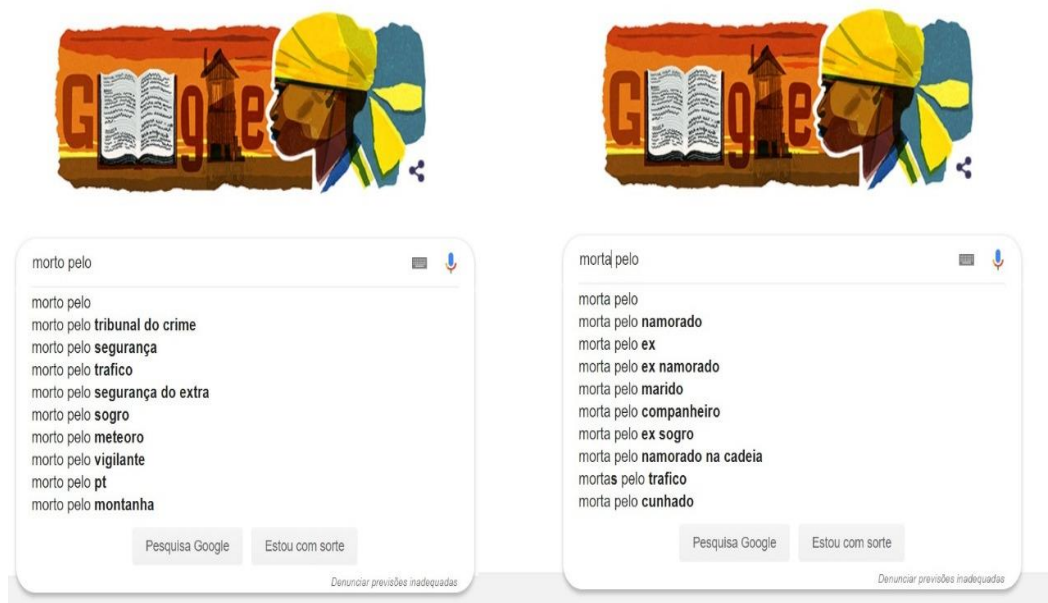 Google
morto pelo
morto pelo
morto pelo tribunal do crime
morto pelo segurança
morto pelo trafico
morto pelo segurança do extra
morto pelo sogro
morto pelo meteoro
morto pelo vigilante
morto pelo pt
morto pelo montanha
Pesquisa Google Estou com sorte
Denunciar previsões inadequadas
Google
morta pelo
morta pelo
morta pelo namorado
morta pelo ex
morta pelo ex namorado
morta pelo marido
morta pelo companheiro
morta pelo ex sogro
morta pelo namorado na cadeia
mortas pelo trafico
morta pelo cunhado
Pesquisa Google Estou com sorte
Denunciar previsões inadequadas